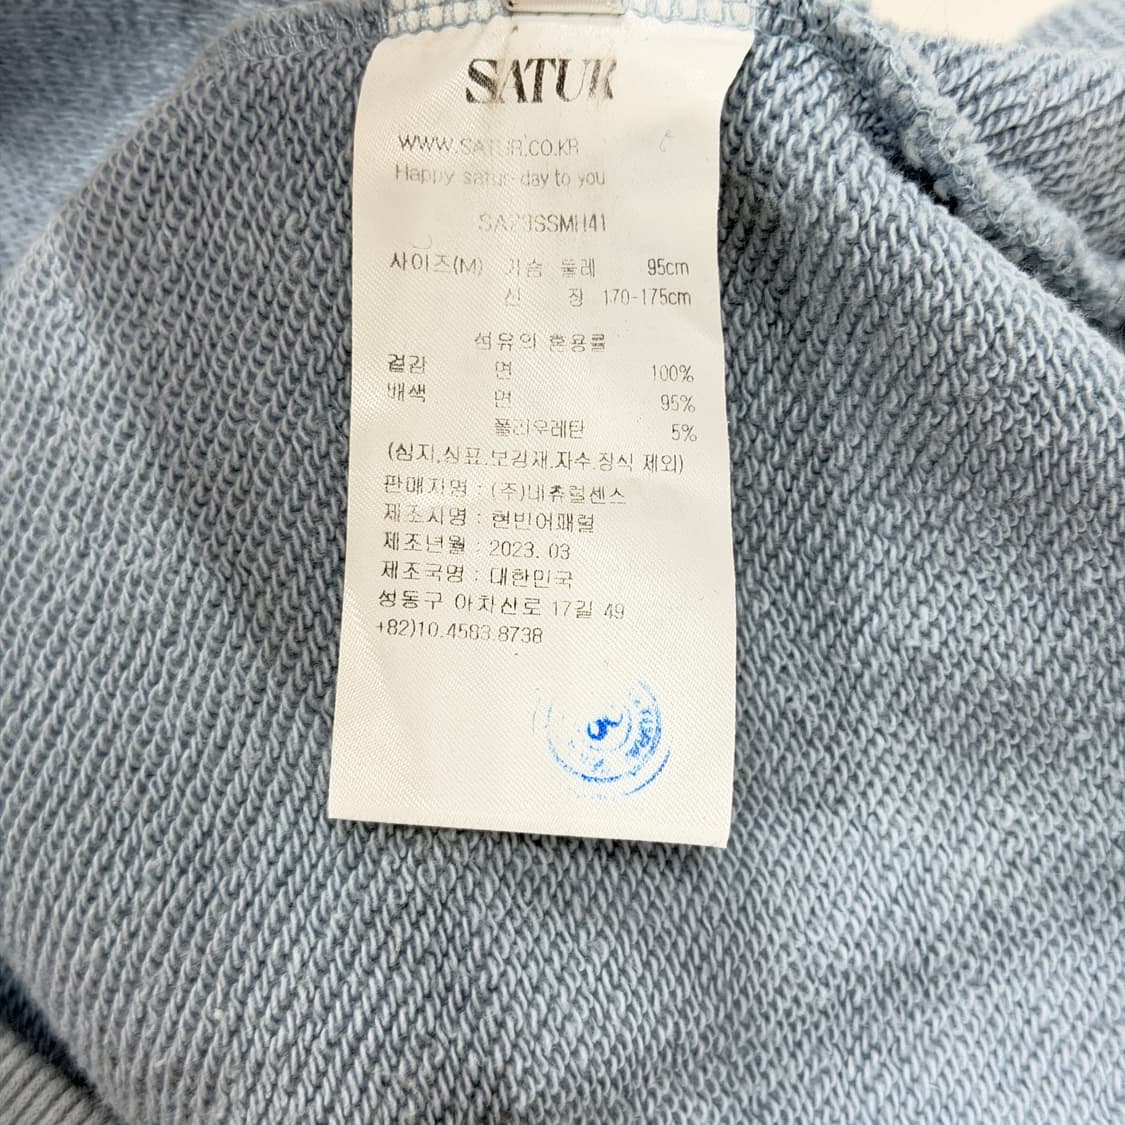 SATUR
WWW.SATUR.CO.KR
Happy satur-day to you
SA23SSMH41
사이즈(M) 가슴 둘레 95cm
신 장 170-175cm
섬유의 혼용률
겉감 면 100%
배색 면 95%
폴리우레탄 5%
(심지,상표,보강재,자수,장식 제외)
판매자명 : (주)네츄럴센스
제조자명 : 현빈어패럴
제조년월 : 2023. 03
제조국명 : 대한민국
성동구 아차산로 17길 49
+82)10.4583.8738